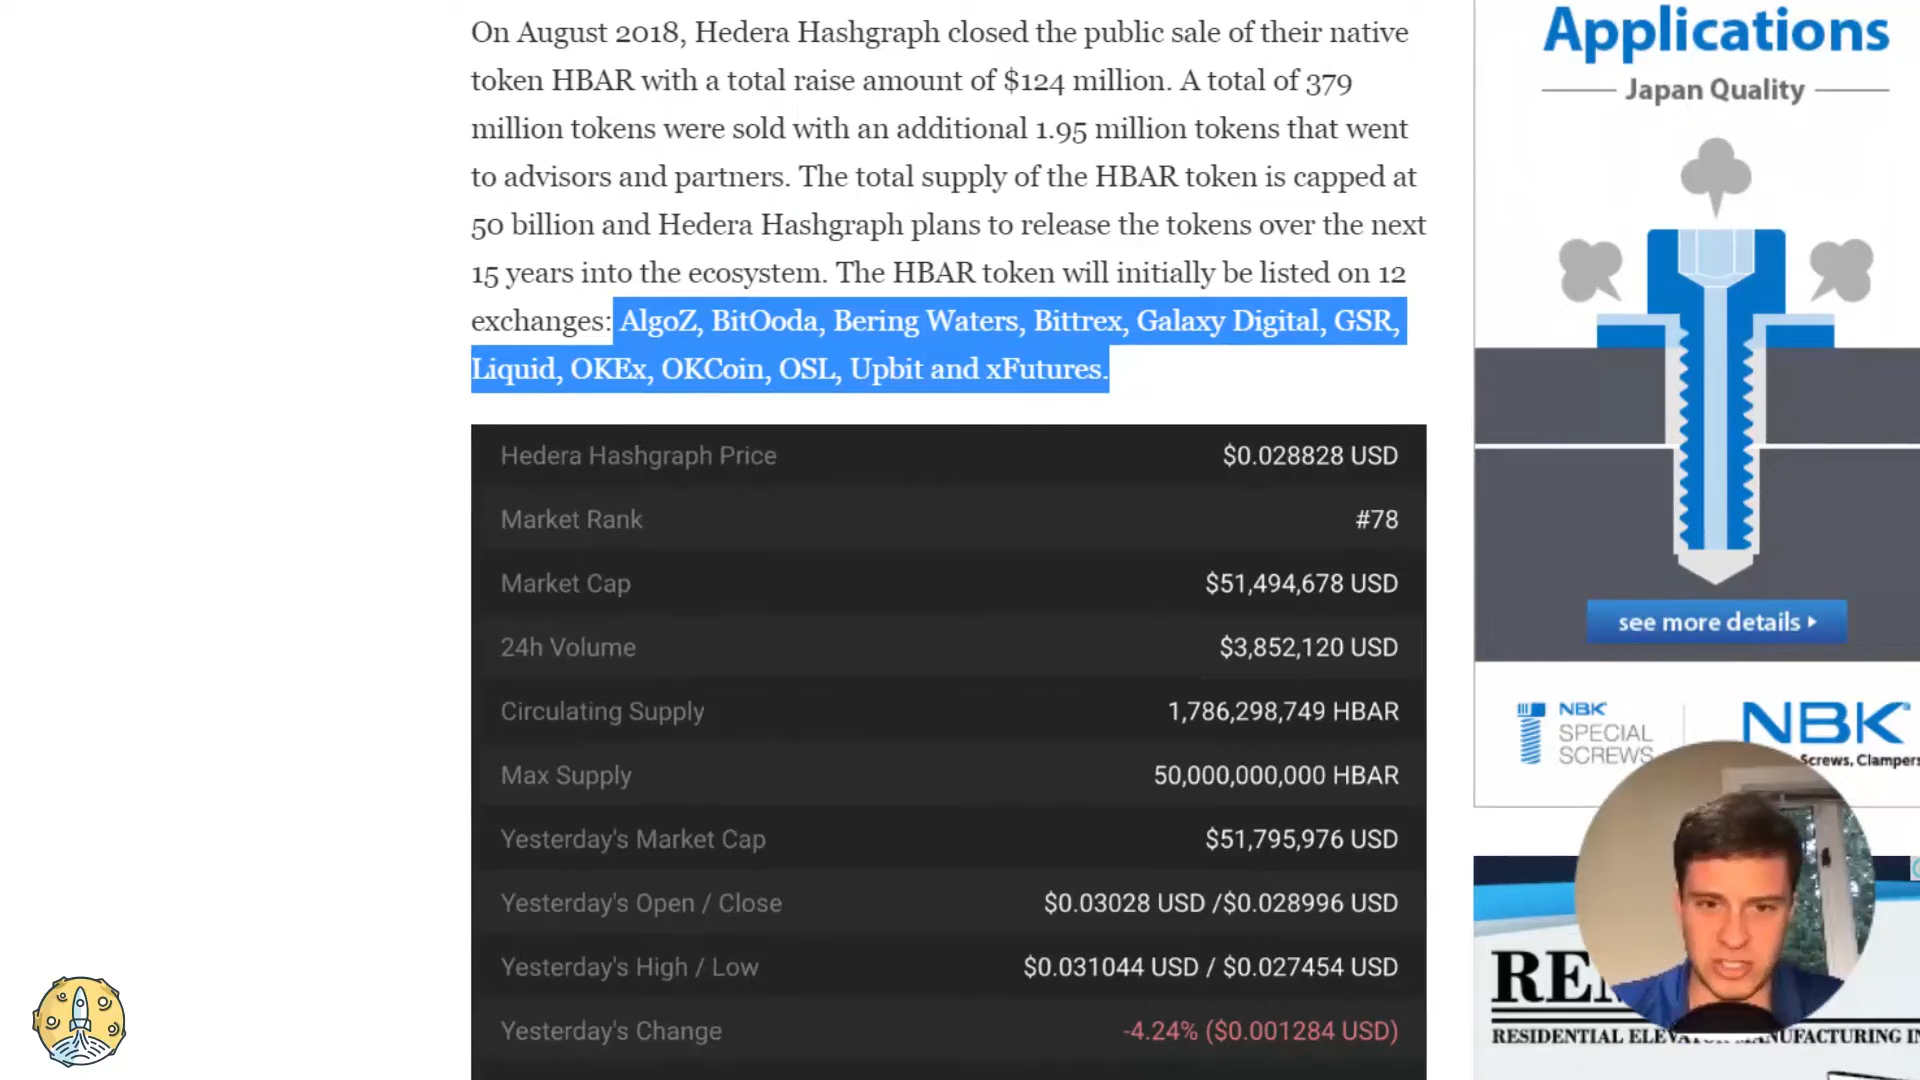 On August 2018, Hedera Hashgraph closed the public sale of their native
token HBAR with a total raise amount of $124 million. A total of 379
million tokens were sold with an additional 1.95 million tokens that went
to advisors and partners. The total supply of the HBAR token is capped at
50 billion and Hedera Hashgraph plans to release the tokens over the next
15 years into the ecosystem. The HBAR token will initially be listed on 12
exchanges: AlgoZ, BitOoda, Bering Waters, Bittrex, Galaxy Digital, GSR,
Liquid, OKEx, OKCoin, OSL, Upbit and xFutures.
Hedera Hashgraph Price $0.028828 USD
Market Rank #78
Market Cap $51,494,678 USD
24h Volume $3,852,120 USD
Circulating Supply 1,786,298,749 HBAR
Max Supply 50,000,000,000 HBAR
Yesterday's Market Cap $51,795,976 USD
Yesterday's Open / Close $0.03028 USD /$0.028996 USD
Yesterday's High / Low $0.031044 USD / $0.027454 USD
Yesterday's Change -4.24% ($0.001284 USD)
Applications
Japan Quality
see more details
NBK
SPECIAL
SCREWS
NBK
Screws, Clampers
RESIDENTIAL